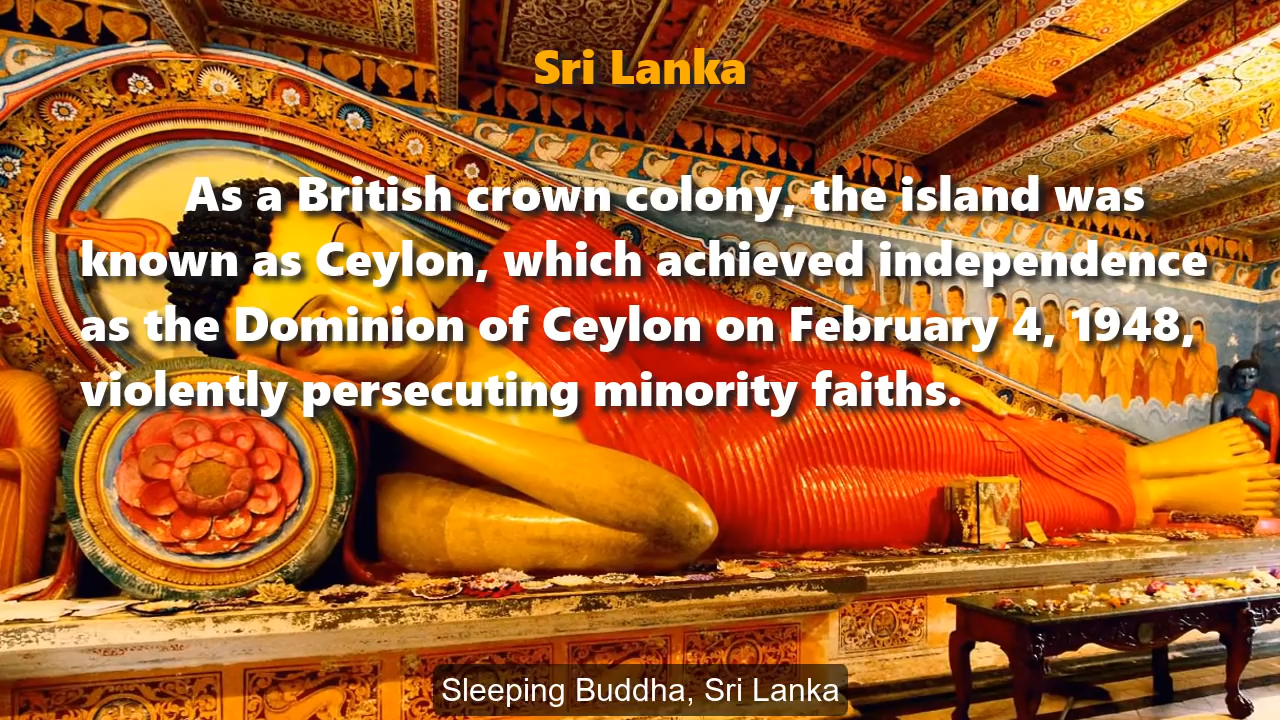 Sri Lanka
As a British crown colony, the island was
known as Ceylon, which achieved independence
as the Dominion of Ceylon on February 4, 1948,
violently persecuting minority faiths.
Sleeping Buddha, Sri Lanka